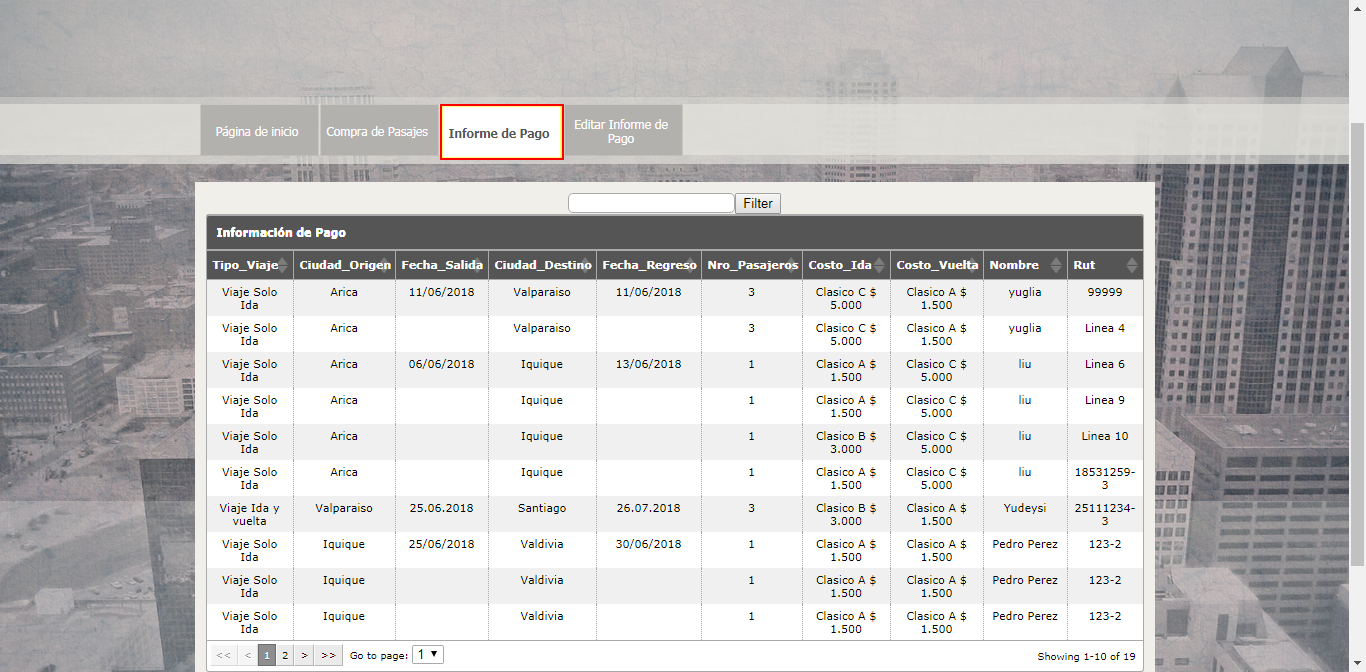 Página de inicio Compra de Pasajes Informe de Pago Editar Informe de
Pago
Filter
Información de Pago
Tipo_Viaje Ciudad_Origen Fecha_Salida Ciudad_Destino Fecha_Regreso Nro_Pasajeros Costo_Ida Costo_Vuelta Nombre Rut
Viaje Solo Arica 11/06/2018 Valparaiso 11/06/2018 3 Clasico C $ Clasico A $ yuglia 99999
Ida 5.000 1.500
Viaje Solo Arica Valparaiso 3 Clasico C $ Clasico A $ yuglia Linea 4
Ida 5.000 1.500
Viaje Solo Arica 06/06/2018 Iquique 13/06/2018 1 Clasico A $ Clasico C $ liu Linea 6
Ida 1.500 5.000
Viaje Solo Arica Iquique 1 Clasico A $ Clasico C $ liu Linea 9
Ida 1.500 5.000
Viaje Solo Arica Iquique 1 Clasico B $ Clasico C $ liu Linea 10
Ida 3.000 5.000
Viaje Solo Arica Iquique 1 Clasico A $ Clasico C $ liu 18531259-
Ida 1.500 5.000 3
Viaje Ida y Valparaiso 25.06.2018 Santiago 26.07.2018 3 Clasico B $ Clasico A $ Yudeysi 25111234-
vuelta 3.000 1.500 3
Viaje Solo Iquique 25/06/2018 Valdivia 30/06/2018 1 Clasico A $ Clasico A $ Pedro Perez 123-2
Ida 1.500 1.500
Viaje Solo Iquique Valdivia 1 Clasico A $ Clasico A $ Pedro Perez 123-2
Ida 1.500 1.500
Viaje Solo Iquique Valdivia 1 Clasico A $ Clasico A $ Pedro Perez 123-2
Ida 1.500 1.500
<< < 1 2 > >> Go to page: 1 Showing 1-10 of 19